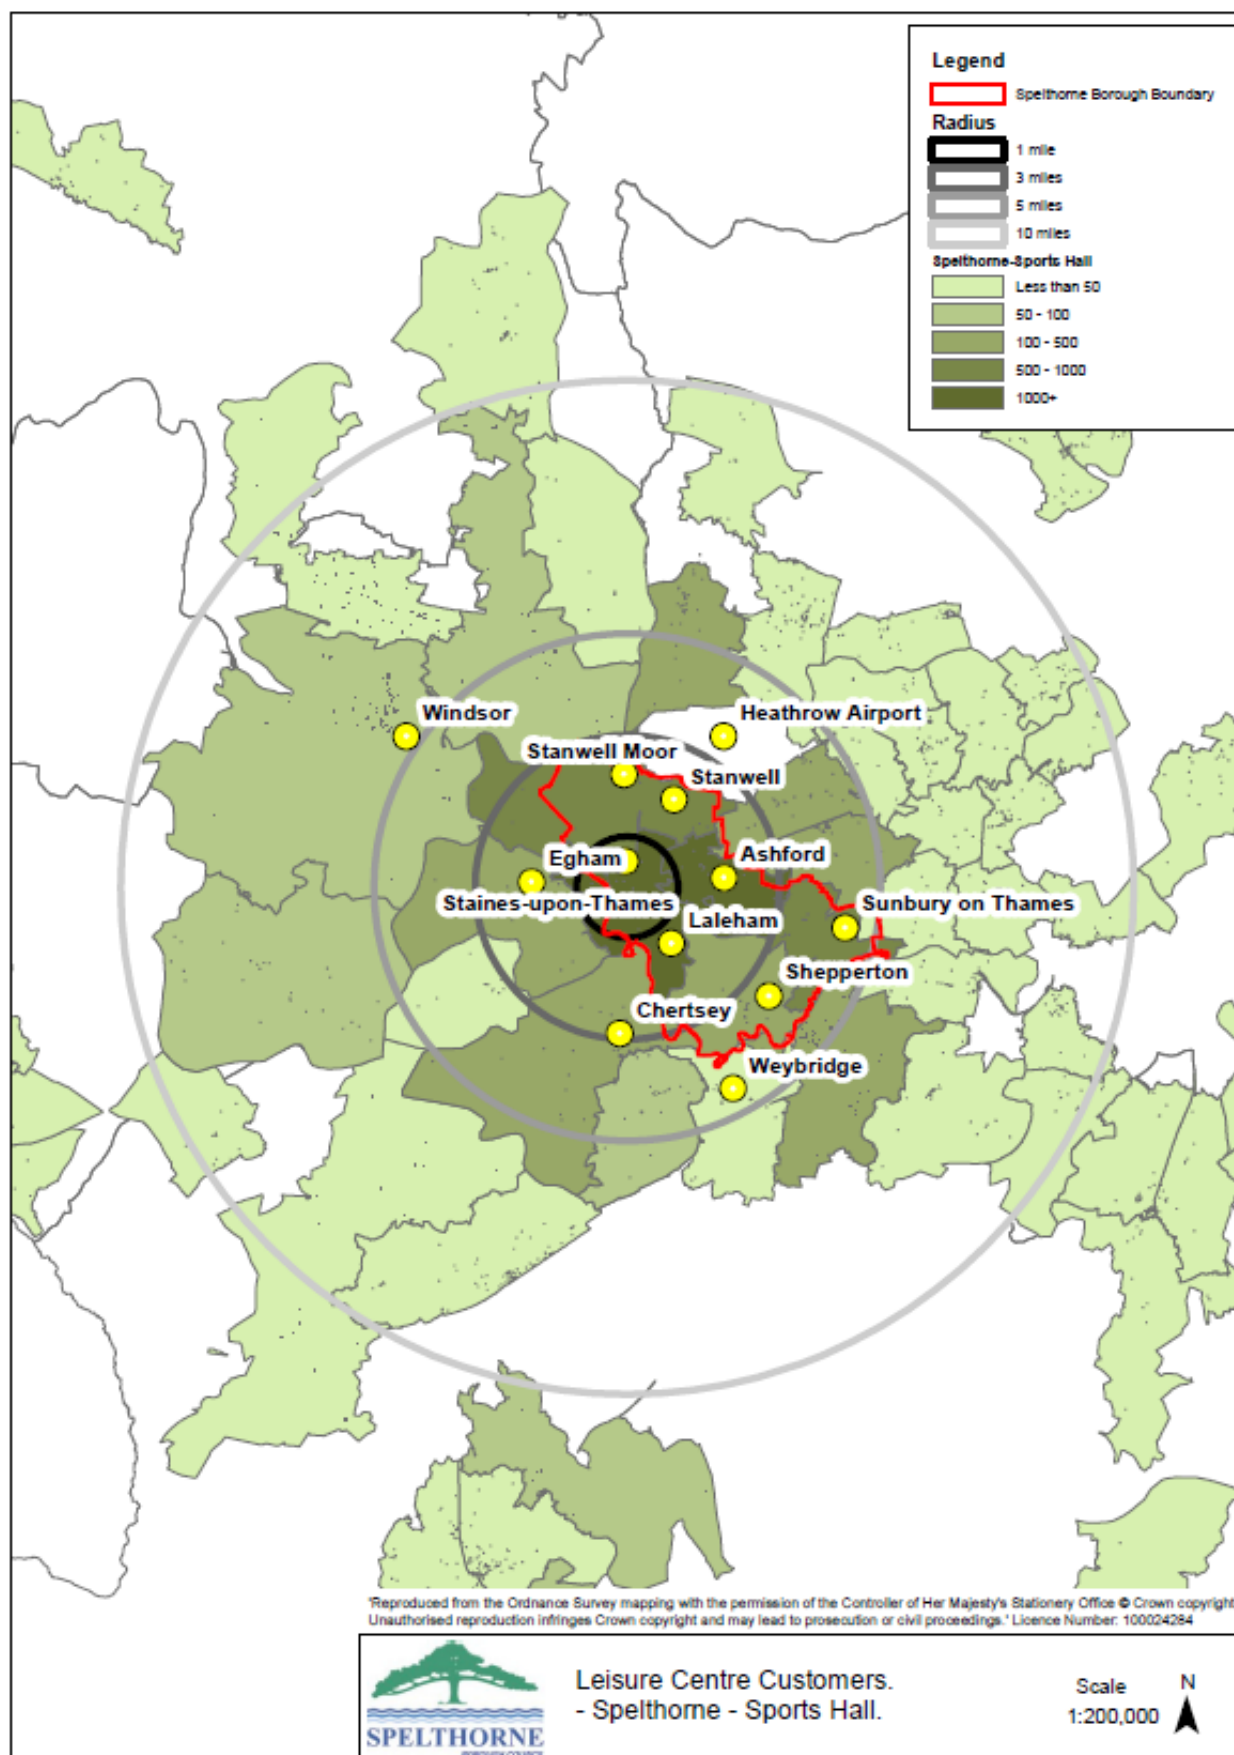 Legend
Spelthorne Borough Boundary
Radius
1 mile
3 miles
5 miles
10 miles
Spelthorne-Sports Hall
Less than 50
50 - 100
100 - 500
500 - 1000
1000+
Windsor
Heathrow Airport
Stanwell Moor
Stanwell
Egham
Ashford
Staines-upon-Thames
Laleham
Sunbury on Thames
Shepperton
Chertsey
Weybridge
'Reproduced from the Ordnance Survey mapping with the permission of the Controller of Her Majesty's Stationery Office © Crown copyright
Unauthorised reproduction infringes Crown copyright and may lead to prosecution or civil proceedings.' Licence Number: 100024284
Leisure Centre Customers.
- Spelthorne - Sports Hall.
Scale
1:200,000
N
SPELTHORNE
BOROUGH COUNCIL